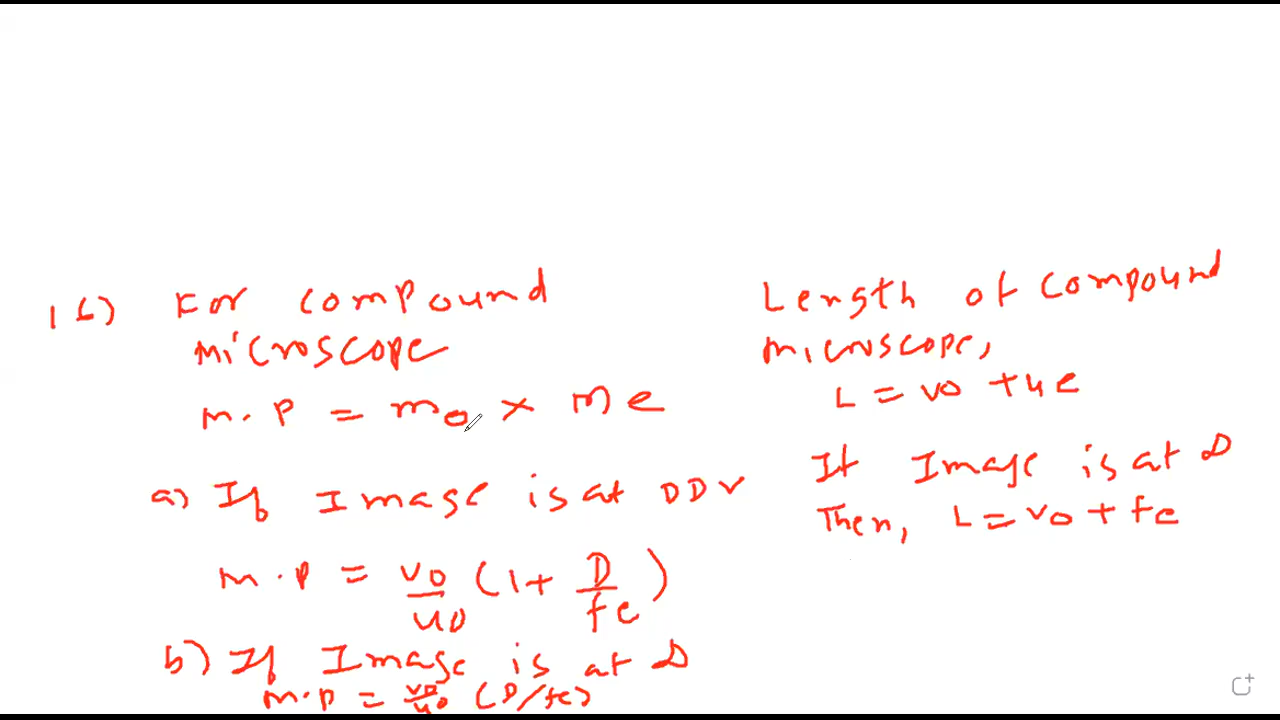 16) For compound
microscope
M.P = mo × me
a) If Image is at DDV
m.p = vo/uo (1 + D/fe)
b) If Image is at D
m.p = vo/uo (D/fe)
Length of compound
microscope,
L = vo + ue
If Image is at D
Then, L = vo + fe